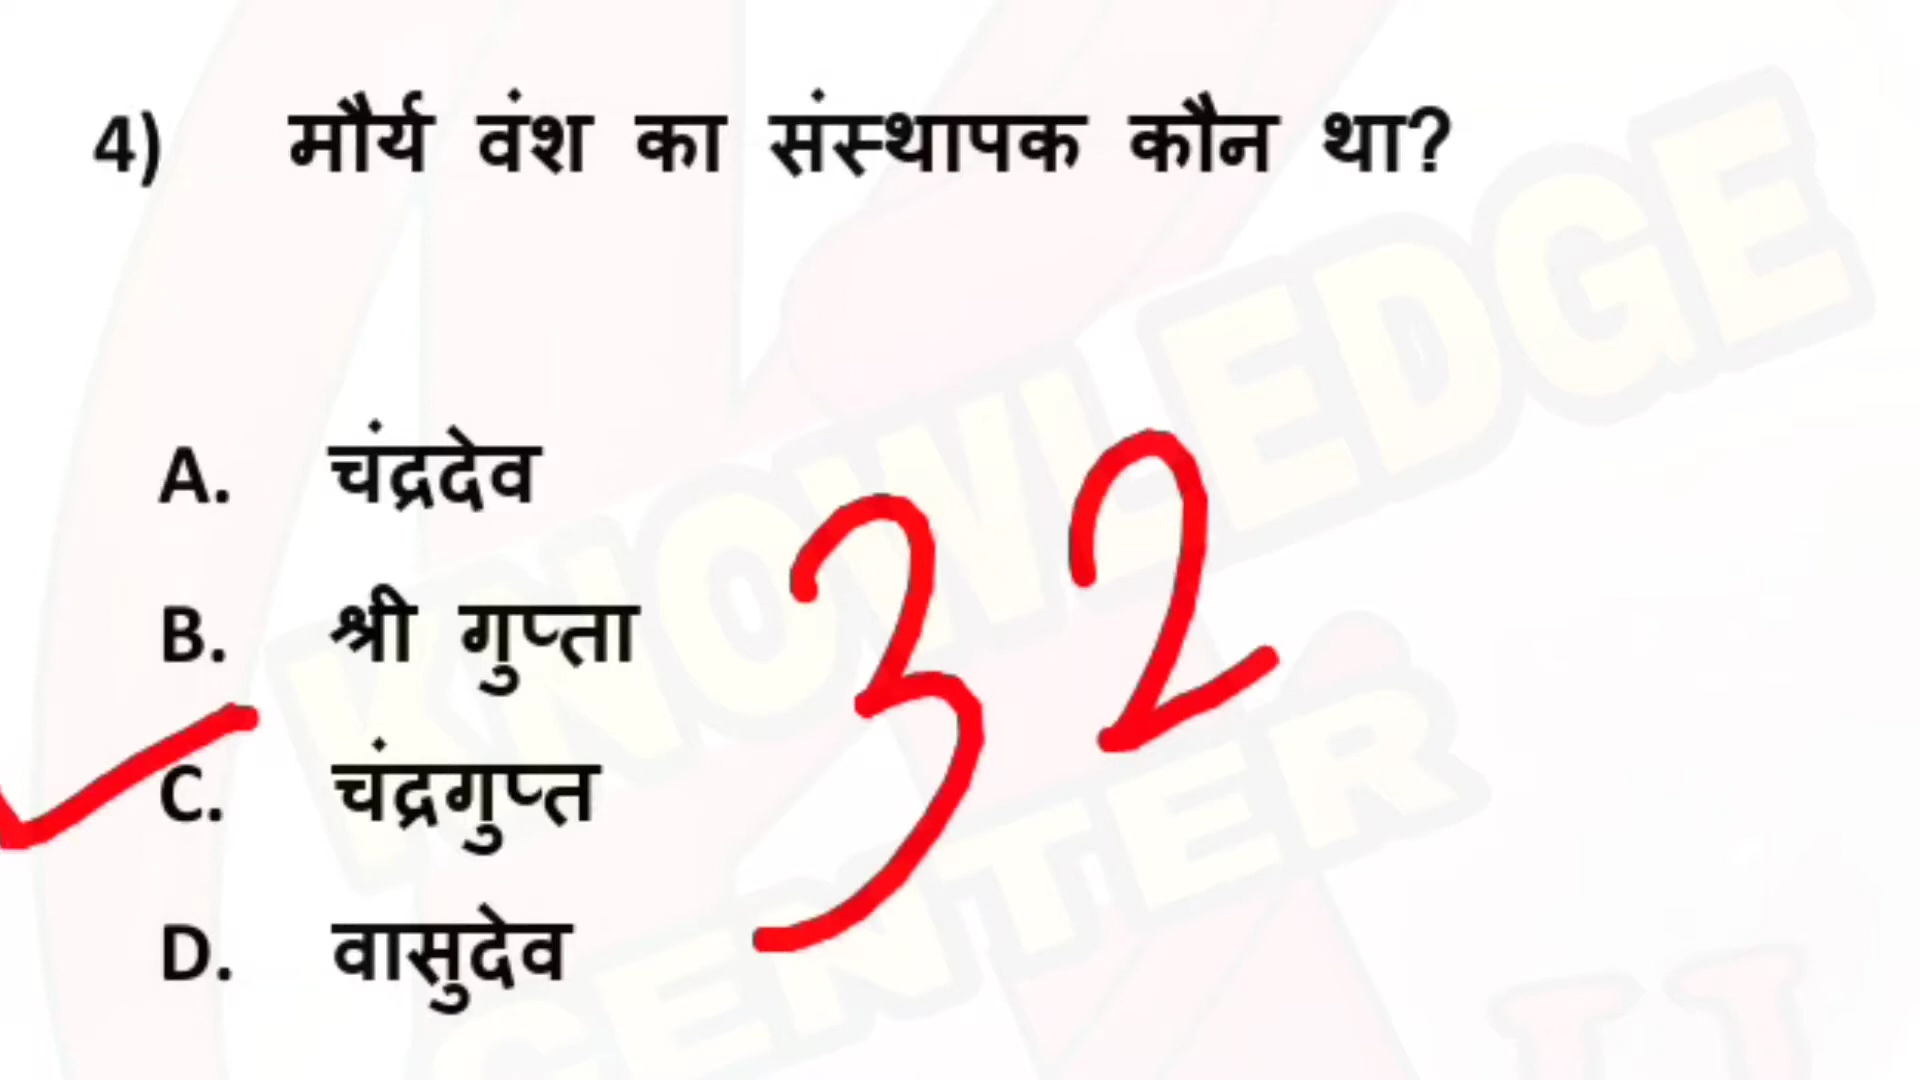 4) मौर्य वंश का संस्थापक कौन था?
A. चंद्रदेव
B. श्री गुप्ता
32
C. चंद्रगुप्त
D. वासुदेव
KNOWLEDGE
CENTER